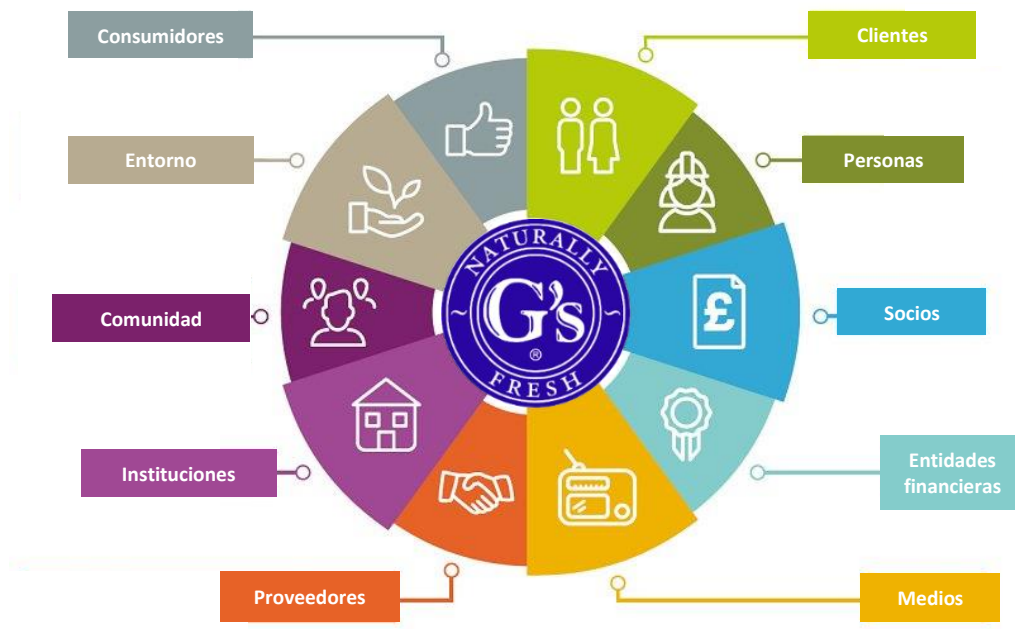 Consumidores
Clientes
Entorno
Personas
Comunidad
Socios
Instituciones
Entidades
financieras
Proveedores
Medios
NATURALLY
~ G's ~
®
FRESH
£